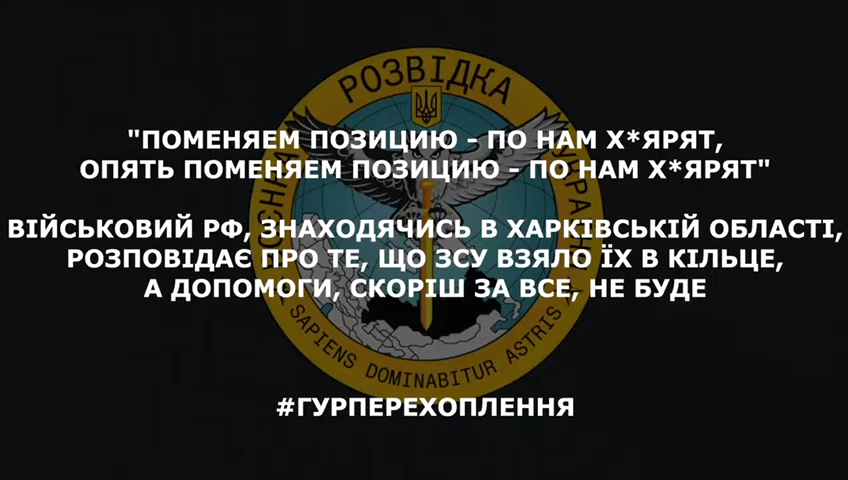 РОЗВІДКА
"ПОМЕНЯЕМ ПОЗИЦИЮ - ПО НАМ Х*ЯРЯТ,
ОПЯТЬ ПОМЕНЯЕМ ПОЗИЦИЮ - ПО НАМ Х*ЯРЯТ"
ВІЙСЬКОВИЙ РФ, ЗНАХОДЯЧИСЬ В ХАРКІВСЬКІЙ ОБЛАСТІ,
РОЗПОВІДАЄ ПРО ТЕ, ЩО ЗСУ ВЗЯЛО ЇХ В КІЛЬЦЕ,
А ДОПОМОГИ, СКОРІШ ЗА ВСЕ, НЕ БУДЕ
SAPIENS DOMINABITUR ASTRIS
#ГУРПЕРЕХОПЛЕННЯ